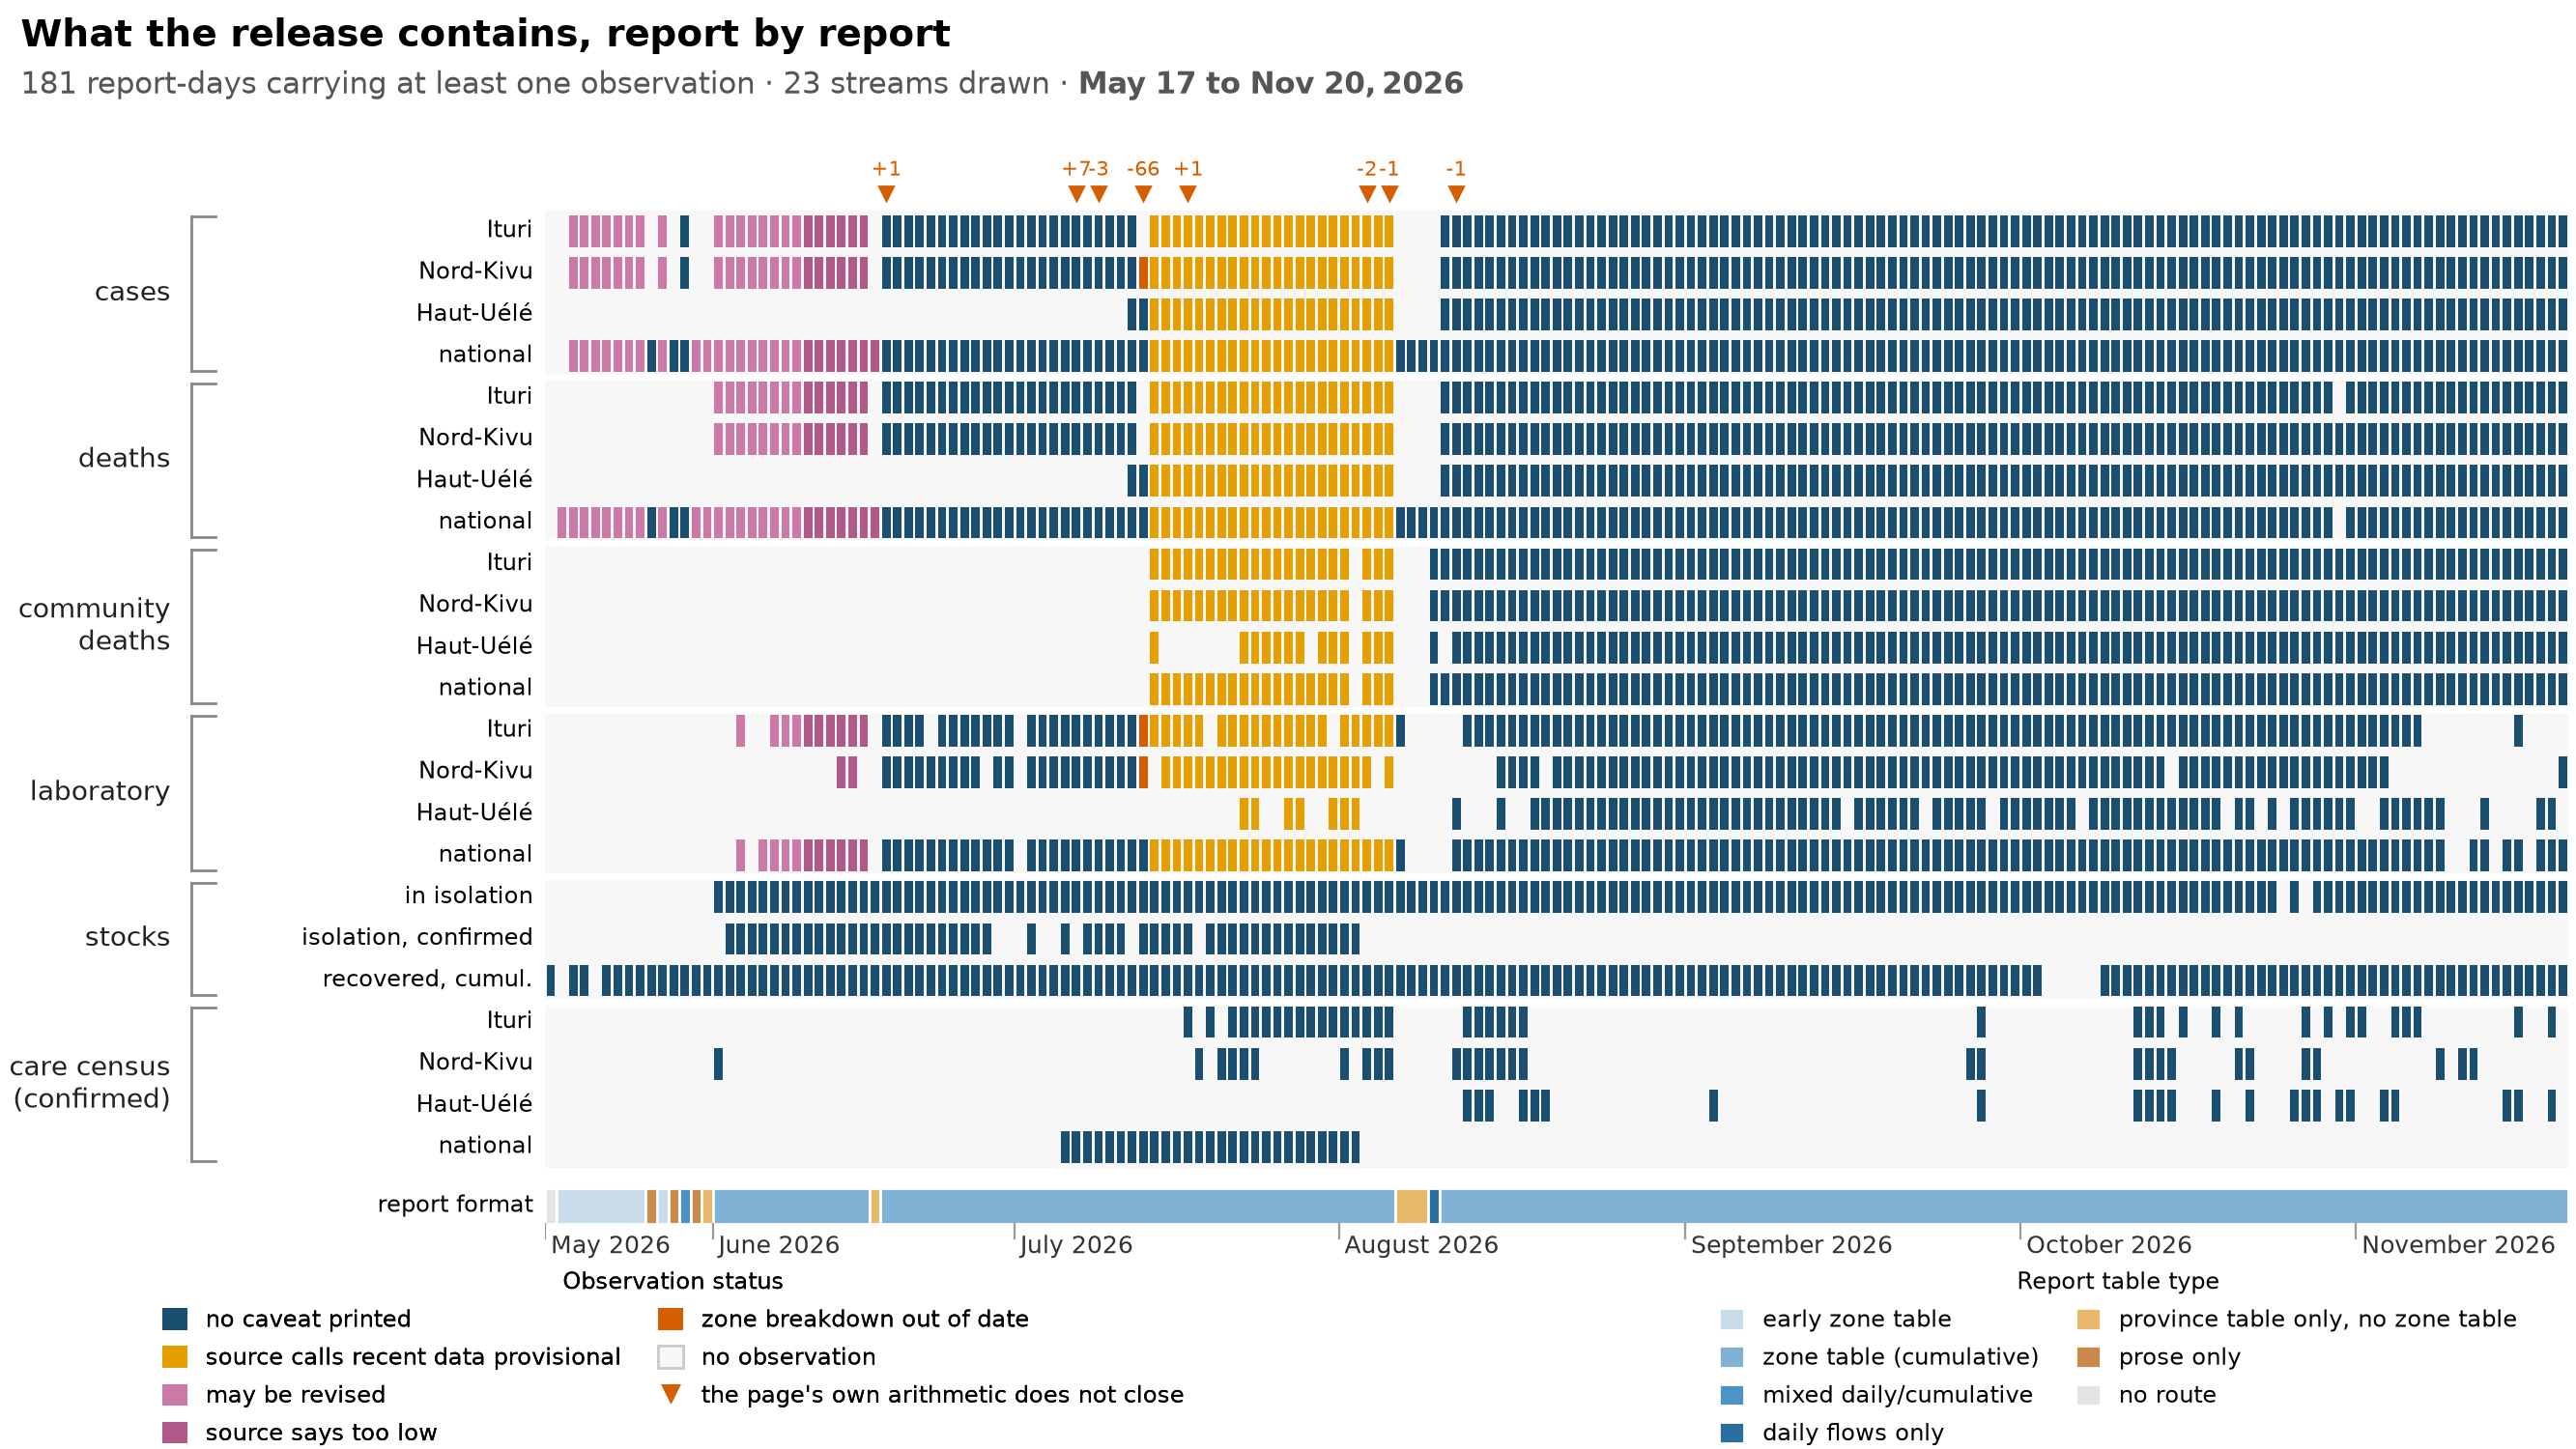 What the release contains, report by report
181 report-days carrying at least one observation · 23 streams drawn · May 17 to Nov 20, 2026
+1 +7 -3 -66 +1 -2 -1 -1
cases
Ituri
Nord-Kivu
Haut-Uélé
national
deaths
Ituri
Nord-Kivu
Haut-Uélé
national
community
deaths
Ituri
Nord-Kivu
Haut-Uélé
national
laboratory
Ituri
Nord-Kivu
Haut-Uélé
national
stocks
in isolation
isolation, confirmed
recovered, cumul.
care census
(confirmed)
Ituri
Nord-Kivu
Haut-Uélé
national
report format
May 2026 June 2026 July 2026 August 2026 September 2026 October 2026 November 2026
Observation status
no caveat printed
source calls recent data provisional
may be revised
source says too low
zone breakdown out of date
no observation
the page's own arithmetic does not close
Report table type
early zone table
zone table (cumulative)
mixed daily/cumulative
daily flows only
province table only, no zone table
prose only
no route